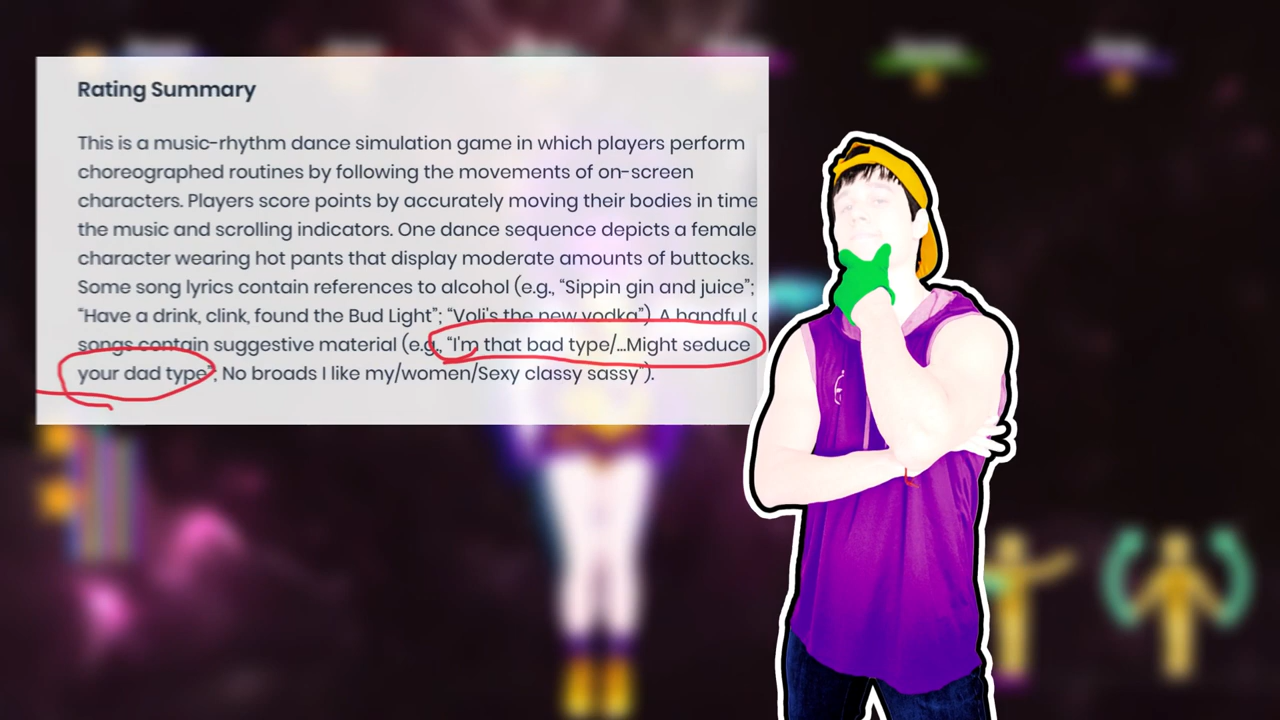 Rating Summary
This is a music-rhythm dance simulation game in which players perform
choreographed routines by following the movements of on-screen
characters. Players score points by accurately moving their bodies in time
the music and scrolling indicators. One dance sequence depicts a female
character wearing hot pants that display moderate amounts of buttocks.
Some song lyrics contain references to alcohol (e.g., “Sippin gin and juice”;
“Have a drink, clink, found the Bud Light”; “Voli's the new vodka”). A handful
songs contain suggestive material (e.g., “I'm that bad type/...Might seduce
your dad type”; No broads I like my/women/Sexy classy sassy”).